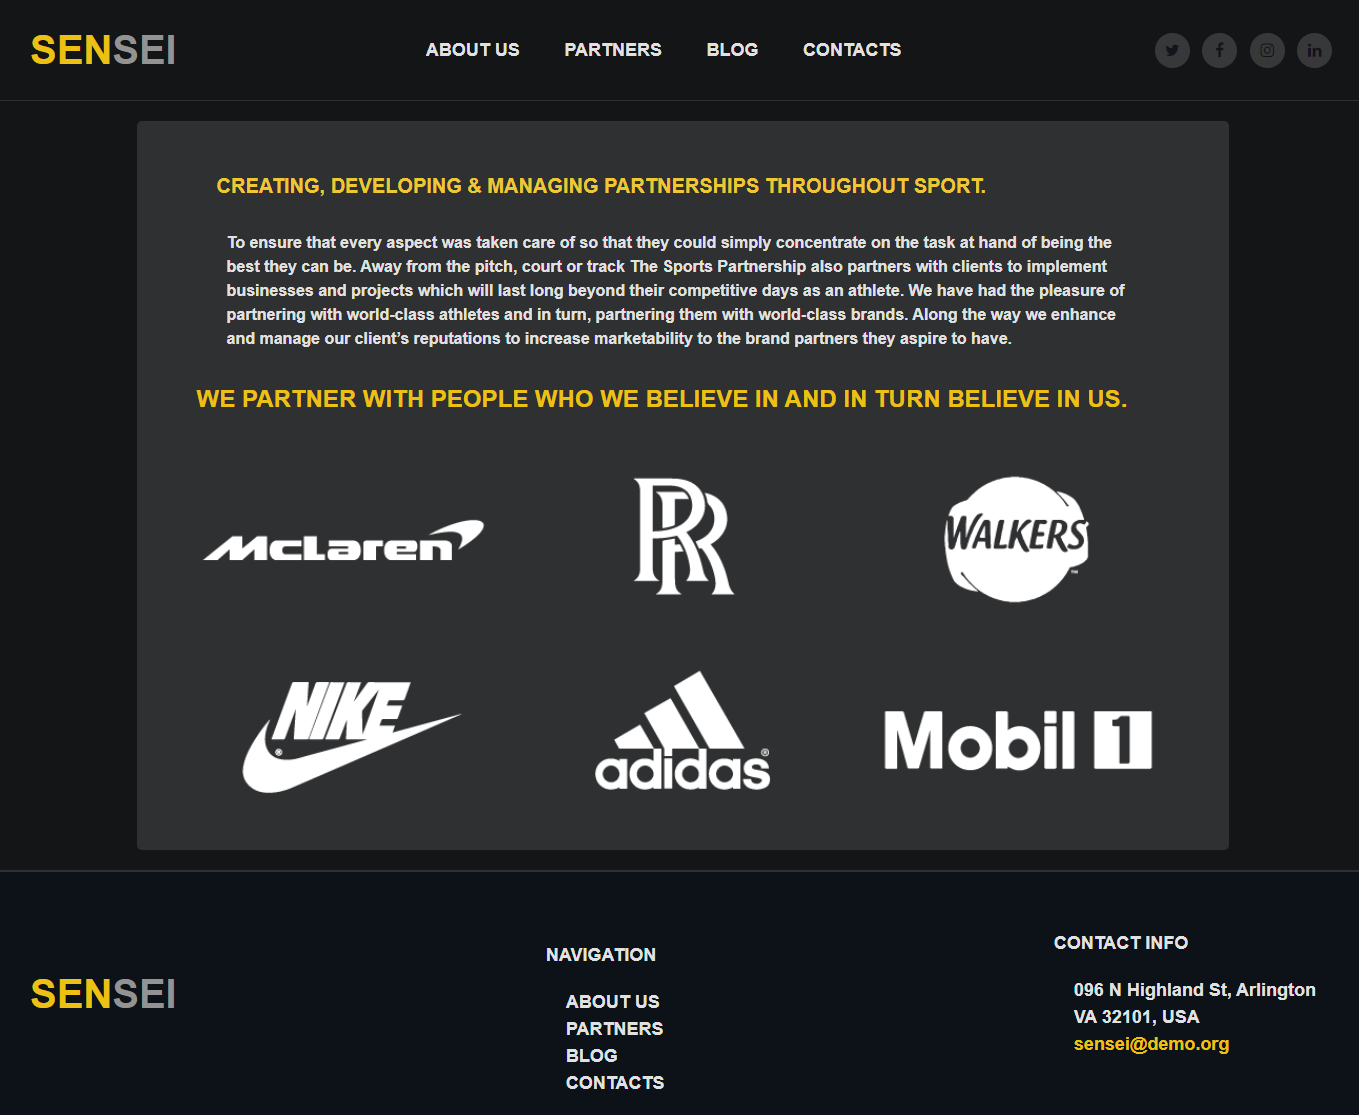 SENSEI
ABOUT US
PARTNERS
BLOG
CONTACTS
CREATING, DEVELOPING & MANAGING PARTNERSHIPS THROUGHOUT SPORT.
To ensure that every aspect was taken care of so that they could simply concentrate on the task at hand of being the
best they can be. Away from the pitch, court or track The Sports Partnership also partners with clients to implement
businesses and projects which will last long beyond their competitive days as an athlete. We have had the pleasure of
partnering with world-class athletes and in turn, partnering them with world-class brands. Along the way we enhance
and manage our client’s reputations to increase marketability to the brand partners they aspire to have.
WE PARTNER WITH PEOPLE WHO WE BELIEVE IN AND IN TURN BELIEVE IN US.
McLaren
RR
WALKERS™
NIKE®
adidas®
Mobil 1
SENSEI
NAVIGATION
ABOUT US
PARTNERS
BLOG
CONTACTS
CONTACT INFO
096 N Highland St, Arlington
VA 32101, USA
sensei@demo.org